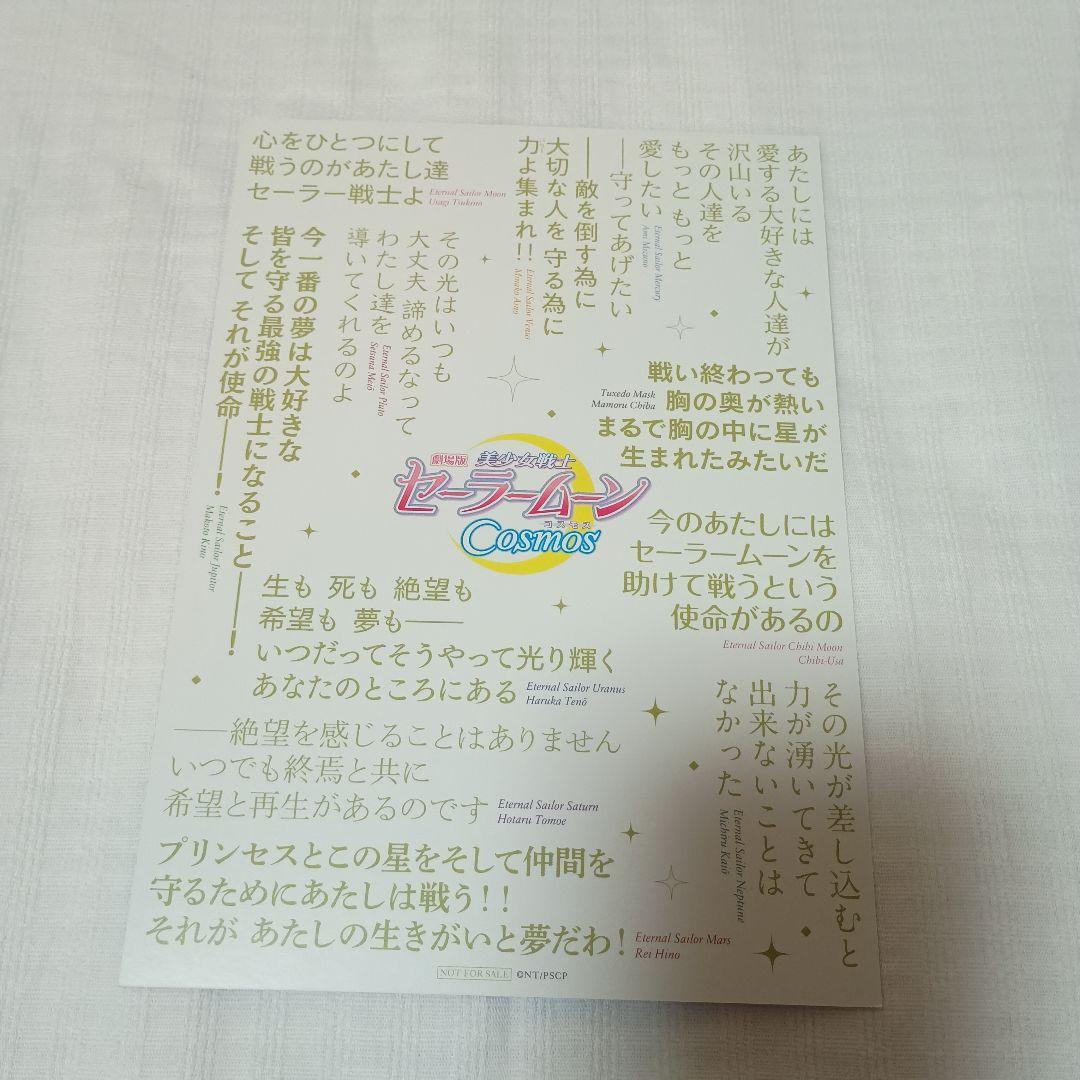 心をひとつにして
戦うのがあたし達
セーラー戦士よ
Eternal Sailor Moon
Usagi Tsukino
あたしには
愛する大好きな人達が
沢山いる
その人達を
もっと もっと
愛したい
――守ってあげたい
Eternal Sailor Mercury
Ami Mizuno
――敵を倒す為に
大切な人を守る為に
力よ集まれ!!
Eternal Sailor Venus
Minako Aino
その光はいつも
大丈夫 諦めるなって
わたし達を
導いてくれるのよ
Eternal Sailor Pluto
Setsuna Meiō
今一番の夢は大好きな
皆を守る最強の戦士になること――!
そして それが使命――!
Eternal Sailor Jupiter
Makoto Kino
戦い終わっても
胸の奥が熱い
まるで胸の中に星が
生まれたみたいだ
Tuxedo Mask
Mamoru Chiba
劇場版 美少女戦士
セーラームーン
コスモス
Cosmos
今のあたしには
セーラームーンを
助けて戦うという
使命があるの
Eternal Sailor Chibi Moon
Chibi-Usa
生も 死も 絶望も
希望も 夢も――
いつだってそうやって光り輝く
あなたのところにある
Eternal Sailor Uranus
Haruka Tenō
その光が差し込むと
力が湧いてきて
出来ないことは
なかった
Eternal Sailor Neptune
Michiru Kaiō
――絶望を感じることはありません
いつでも終焉と共に
希望と再生があるのです
Eternal Sailor Saturn
Hotaru Tomoe
プリンセスとこの星をそして仲間を
守るためにあたしは戦う!!
それが あたしの生きがいと夢だわ!
Eternal Sailor Mars
Rei Hino
NOT FOR SALE ©NT/PSCP